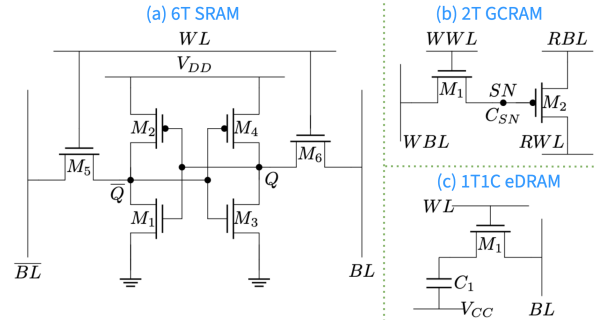 (a) 6T SRAM
WL
V_DD
M_2
M_4
M_5
M_6
Q̅
Q
M_1
M_3
B̅L̅
BL
(b) 2T GCRAM
WWL
RBL
M_1
SN
M_2
C_SN
WBL
RWL
(c) 1T1C eDRAM
WL
M_1
C_1
V_CC
BL